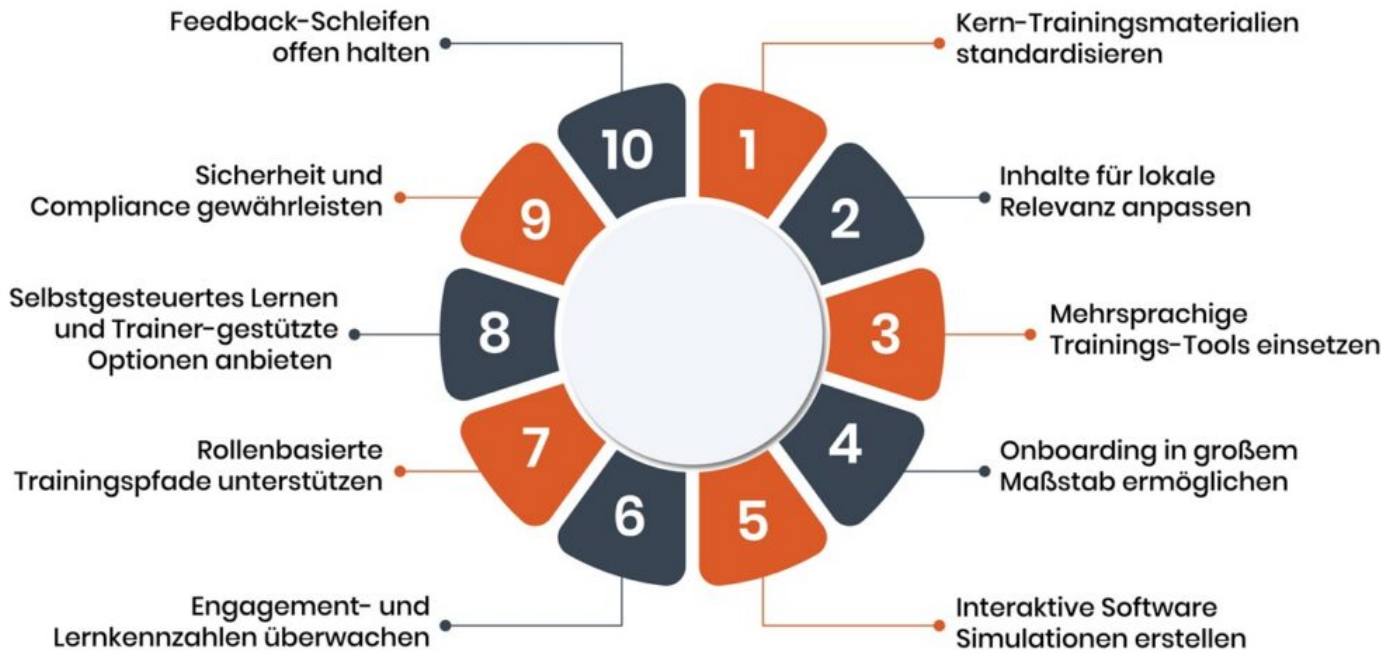 1
Kern-Trainingsmaterialien
standardisieren
2
Inhalte für lokale
Relevanz anpassen
3
Mehrsprachige
Trainings-Tools einsetzen
4
Onboarding in großem
Maßstab ermöglichen
5
Interaktive Software
Simulationen erstellen
6
Engagement- und
Lernkennzahlen überwachen
7
Rollenbasierte
Trainingspfade unterstützen
8
Selbstgesteuertes Lernen
und Trainer-gestützte
Optionen anbieten
9
Sicherheit und
Compliance gewährleisten
10
Feedback-Schleifen
offen halten